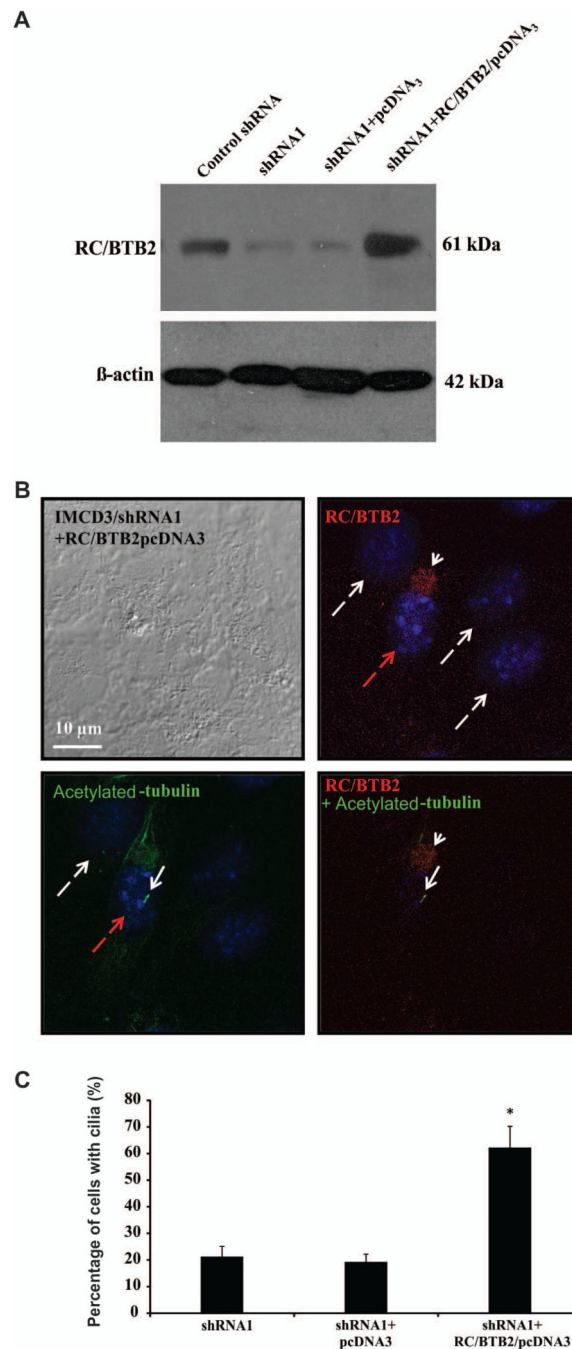 A
Control shRNA
shRNA1
shRNA1+pcDNA3
shRNA1+RC/BTB2/pcDNA3
RC/BTB2
61 kDa
ß-actin
42 kDa
B
IMCD3/shRNA1
+RC/BTB2pcDNA3
10 µm
RC/BTB2
Acetylated-tubulin
RC/BTB2
+ Acetylated-tubulin
C
Percentage of cells with cilia (%)
80
70
60
50
40
30
20
10
0
*
shRNA1
shRNA1+
pcDNA3
shRNA1+
RC/BTB2/pcDNA3